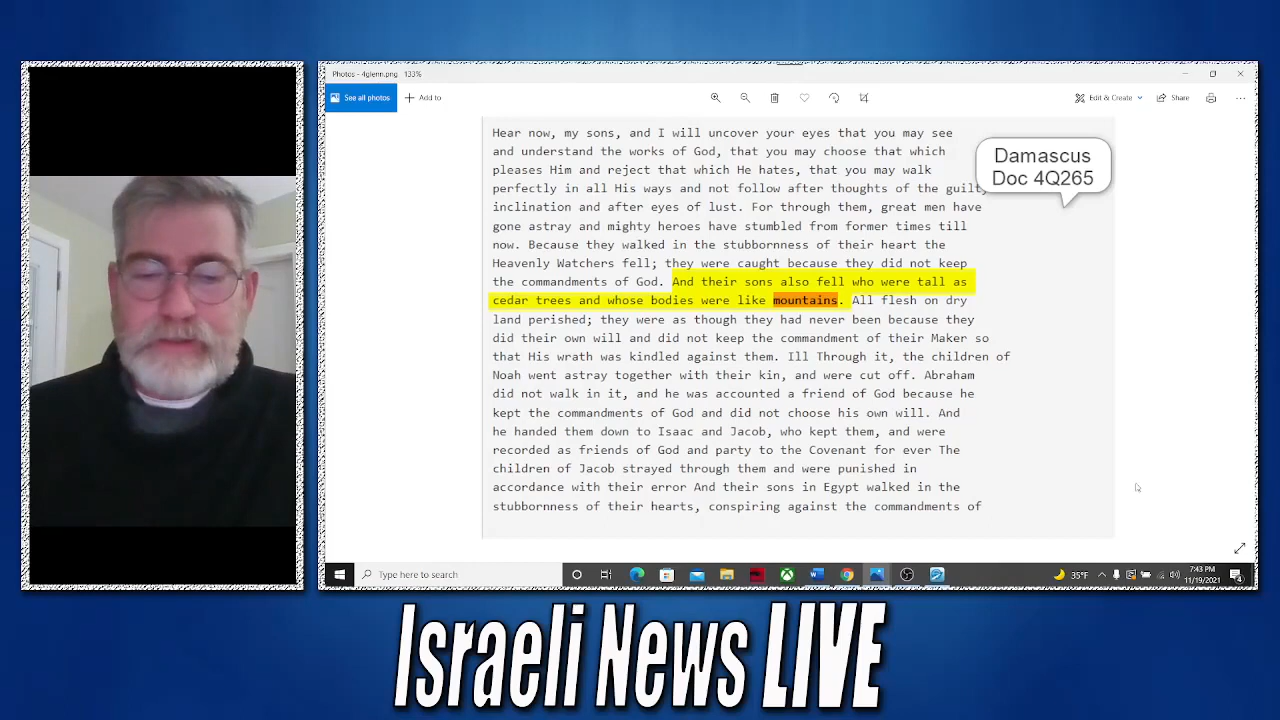 Photos - 4glenn.png 133%
See all photos
Add to
Edit & Create
Share
Hear now, my sons, and I will uncover your eyes that you may see
and understand the works of God, that you may choose that which
pleases Him and reject that which He hates, that you may walk
perfectly in all His ways and not follow after thoughts of the guilty
inclination and after eyes of lust. For through them, great men have
gone astray and mighty heroes have stumbled from former times till
now. Because they walked in the stubbornness of their heart the
Heavenly Watchers fell; they were caught because they did not keep
the commandments of God. And their sons also fell who were tall as
cedar trees and whose bodies were like mountains. All flesh on dry
land perished; they were as though they had never been because they
did their own will and did not keep the commandment of their Maker so
that His wrath was kindled against them. Ill Through it, the children of
Noah went astray together with their kin, and were cut off. Abraham
did not walk in it, and he was accounted a friend of God because he
kept the commandments of God and did not choose his own will. And
he handed them down to Isaac and Jacob, who kept them, and were
recorded as friends of God and party to the Covenant for ever The
children of Jacob strayed through them and were punished in
accordance with their error And their sons in Egypt walked in the
stubbornness of their hearts, conspiring against the commandments of
Damascus
Doc 4Q265
Type here to search
35°F
7:43 PM
11/19/2021
Israeli News LIVE